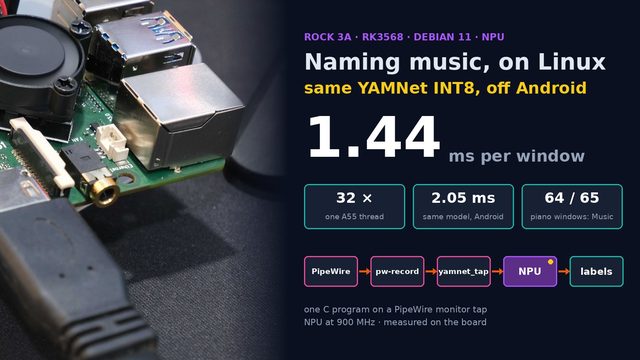 ROCK 3A · RK3568 · DEBIAN 11 · NPU
Naming music, on Linux
same YAMNet INT8, off Android
1.44 ms per window
32 × 2.05 ms 64 / 65
one A55 thread same model, Android piano windows: Music
PipeWire pw-record yamnet_tap NPU labels
one C program on a PipeWire monitor tap
NPU at 900 MHz · measured on the board